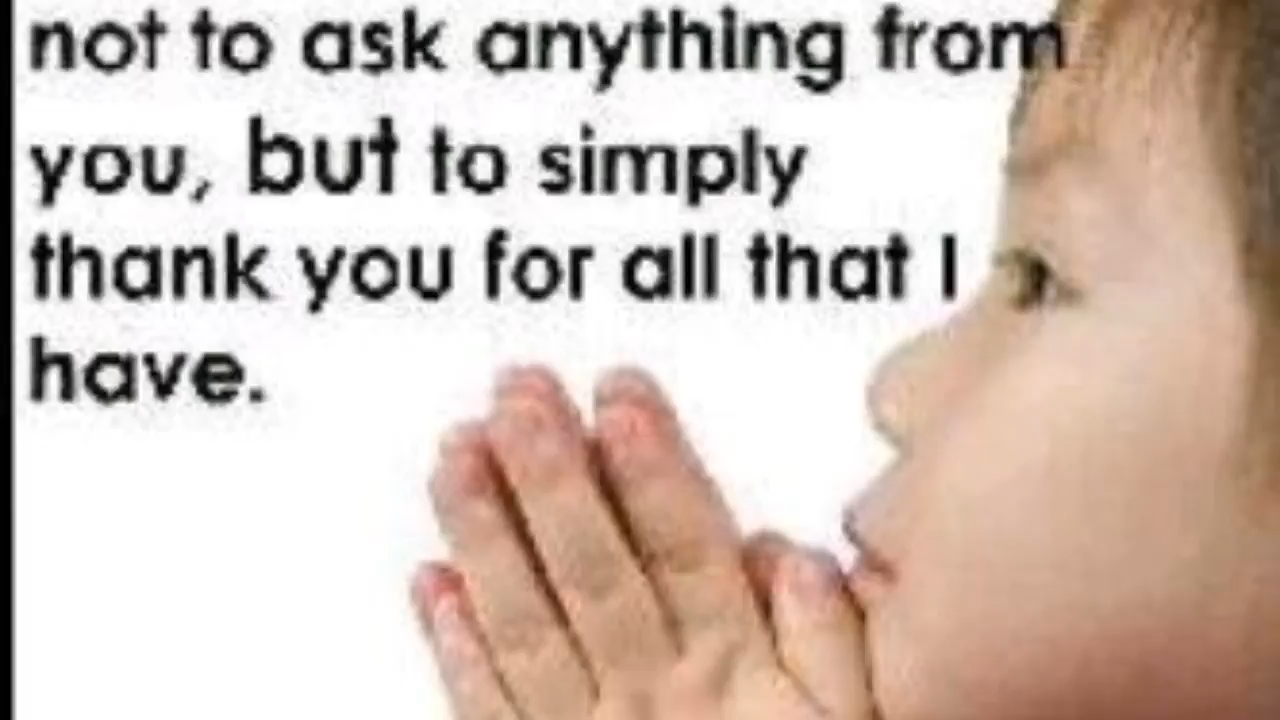 not to ask anything from
you, but to simply
thank you for all that I
have.